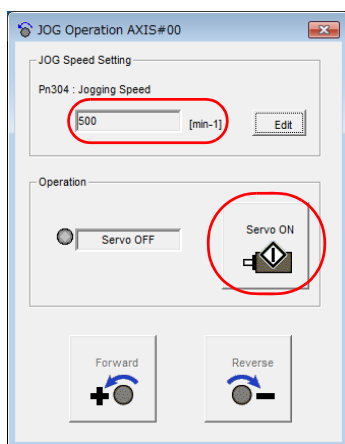 JOG Operation AXIS#00
JOG Speed Setting
Pn304 : Jogging Speed
500 [min-1] Edit
Operation
Servo OFF
Servo ON
Forward Reverse